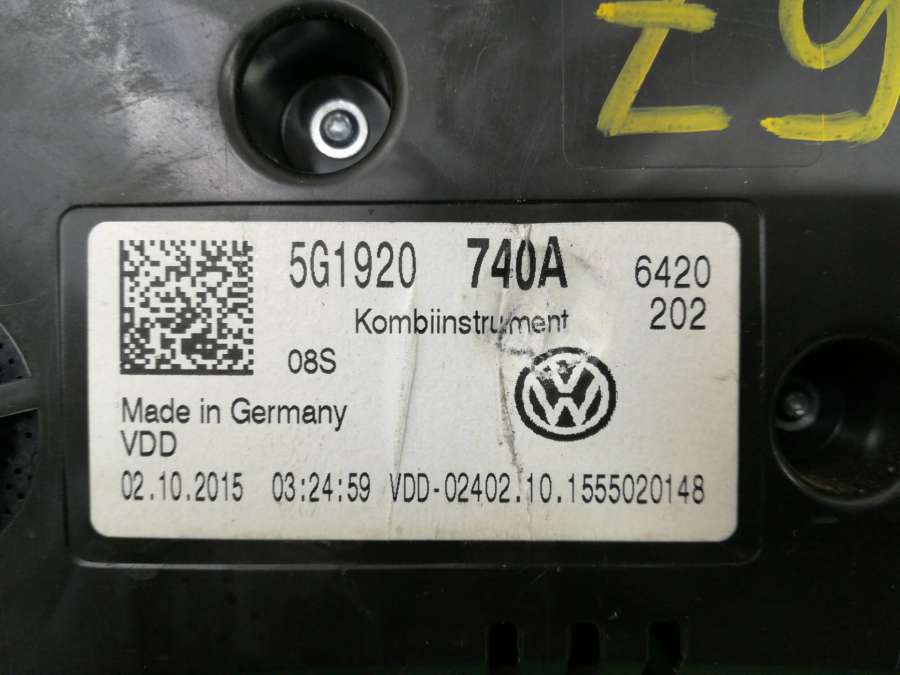 Z9
5G1920 740A 6420
Kombiinstrument 202
08S
Made in Germany
VDD
02.10.2015 03:24:59 VDD-02402.10.1555020148